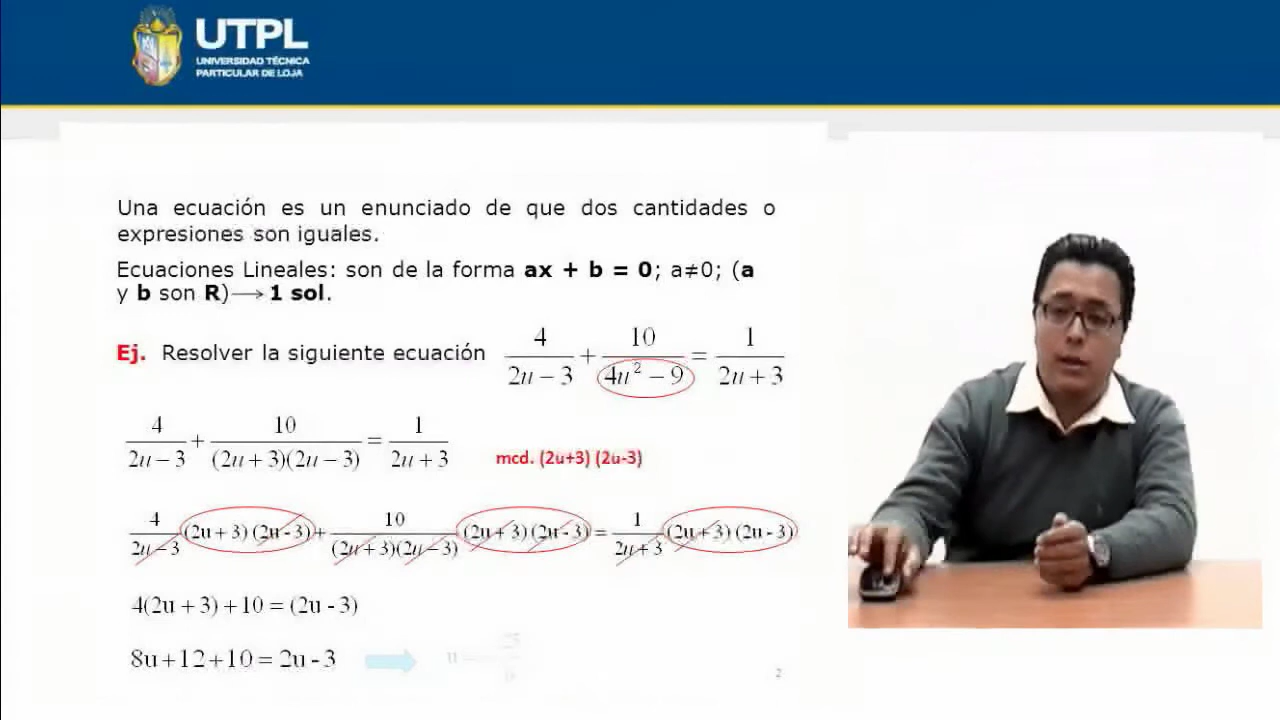 UTPL
UNIVERSIDAD TÉCNICA
PARTICULAR DE LOJA
Una ecuación es un enunciado de que dos cantidades o
expresiones son iguales.
Ecuaciones Lineales: son de la forma ax + b = 0; a≠0; (a
y b son R)⟶ 1 sol.
Ej. Resolver la siguiente ecuación 4/(2u − 3) + 10/(4u² − 9) = 1/(2u + 3)
4/(2u − 3) + 10/((2u + 3)(2u − 3)) = 1/(2u + 3) mcd. (2u+3) (2u-3)
4/(2u − 3) (2u + 3) (2u - 3) + 10/((2u + 3)(2u − 3)) (2u + 3) (2u - 3) = 1/(2u + 3) (2u + 3) (2u - 3)
4(2u + 3) + 10 = (2u - 3)
8u + 12 + 10 = 2u - 3
2